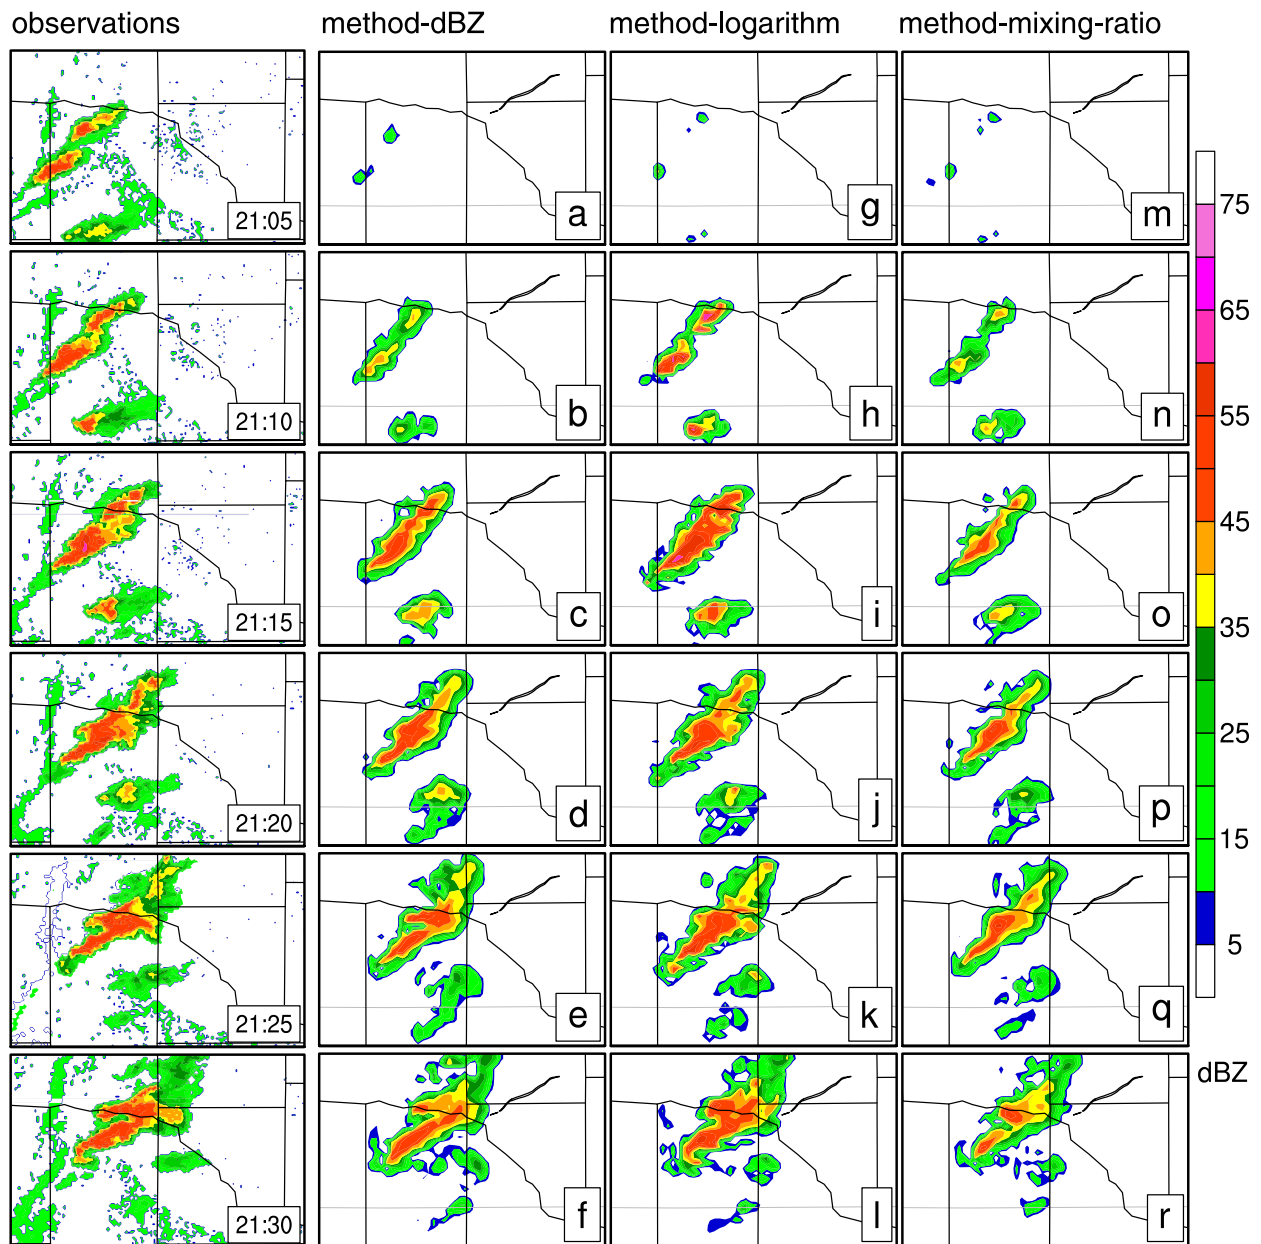 observations method-dBZ method-logarithm method-mixing-ratio
21:05 a g m
21:10 b h n
21:15 c i o
21:20 d j p
21:25 e k q
21:30 f l r
75
65
55
45
35
25
15
5
dBZ